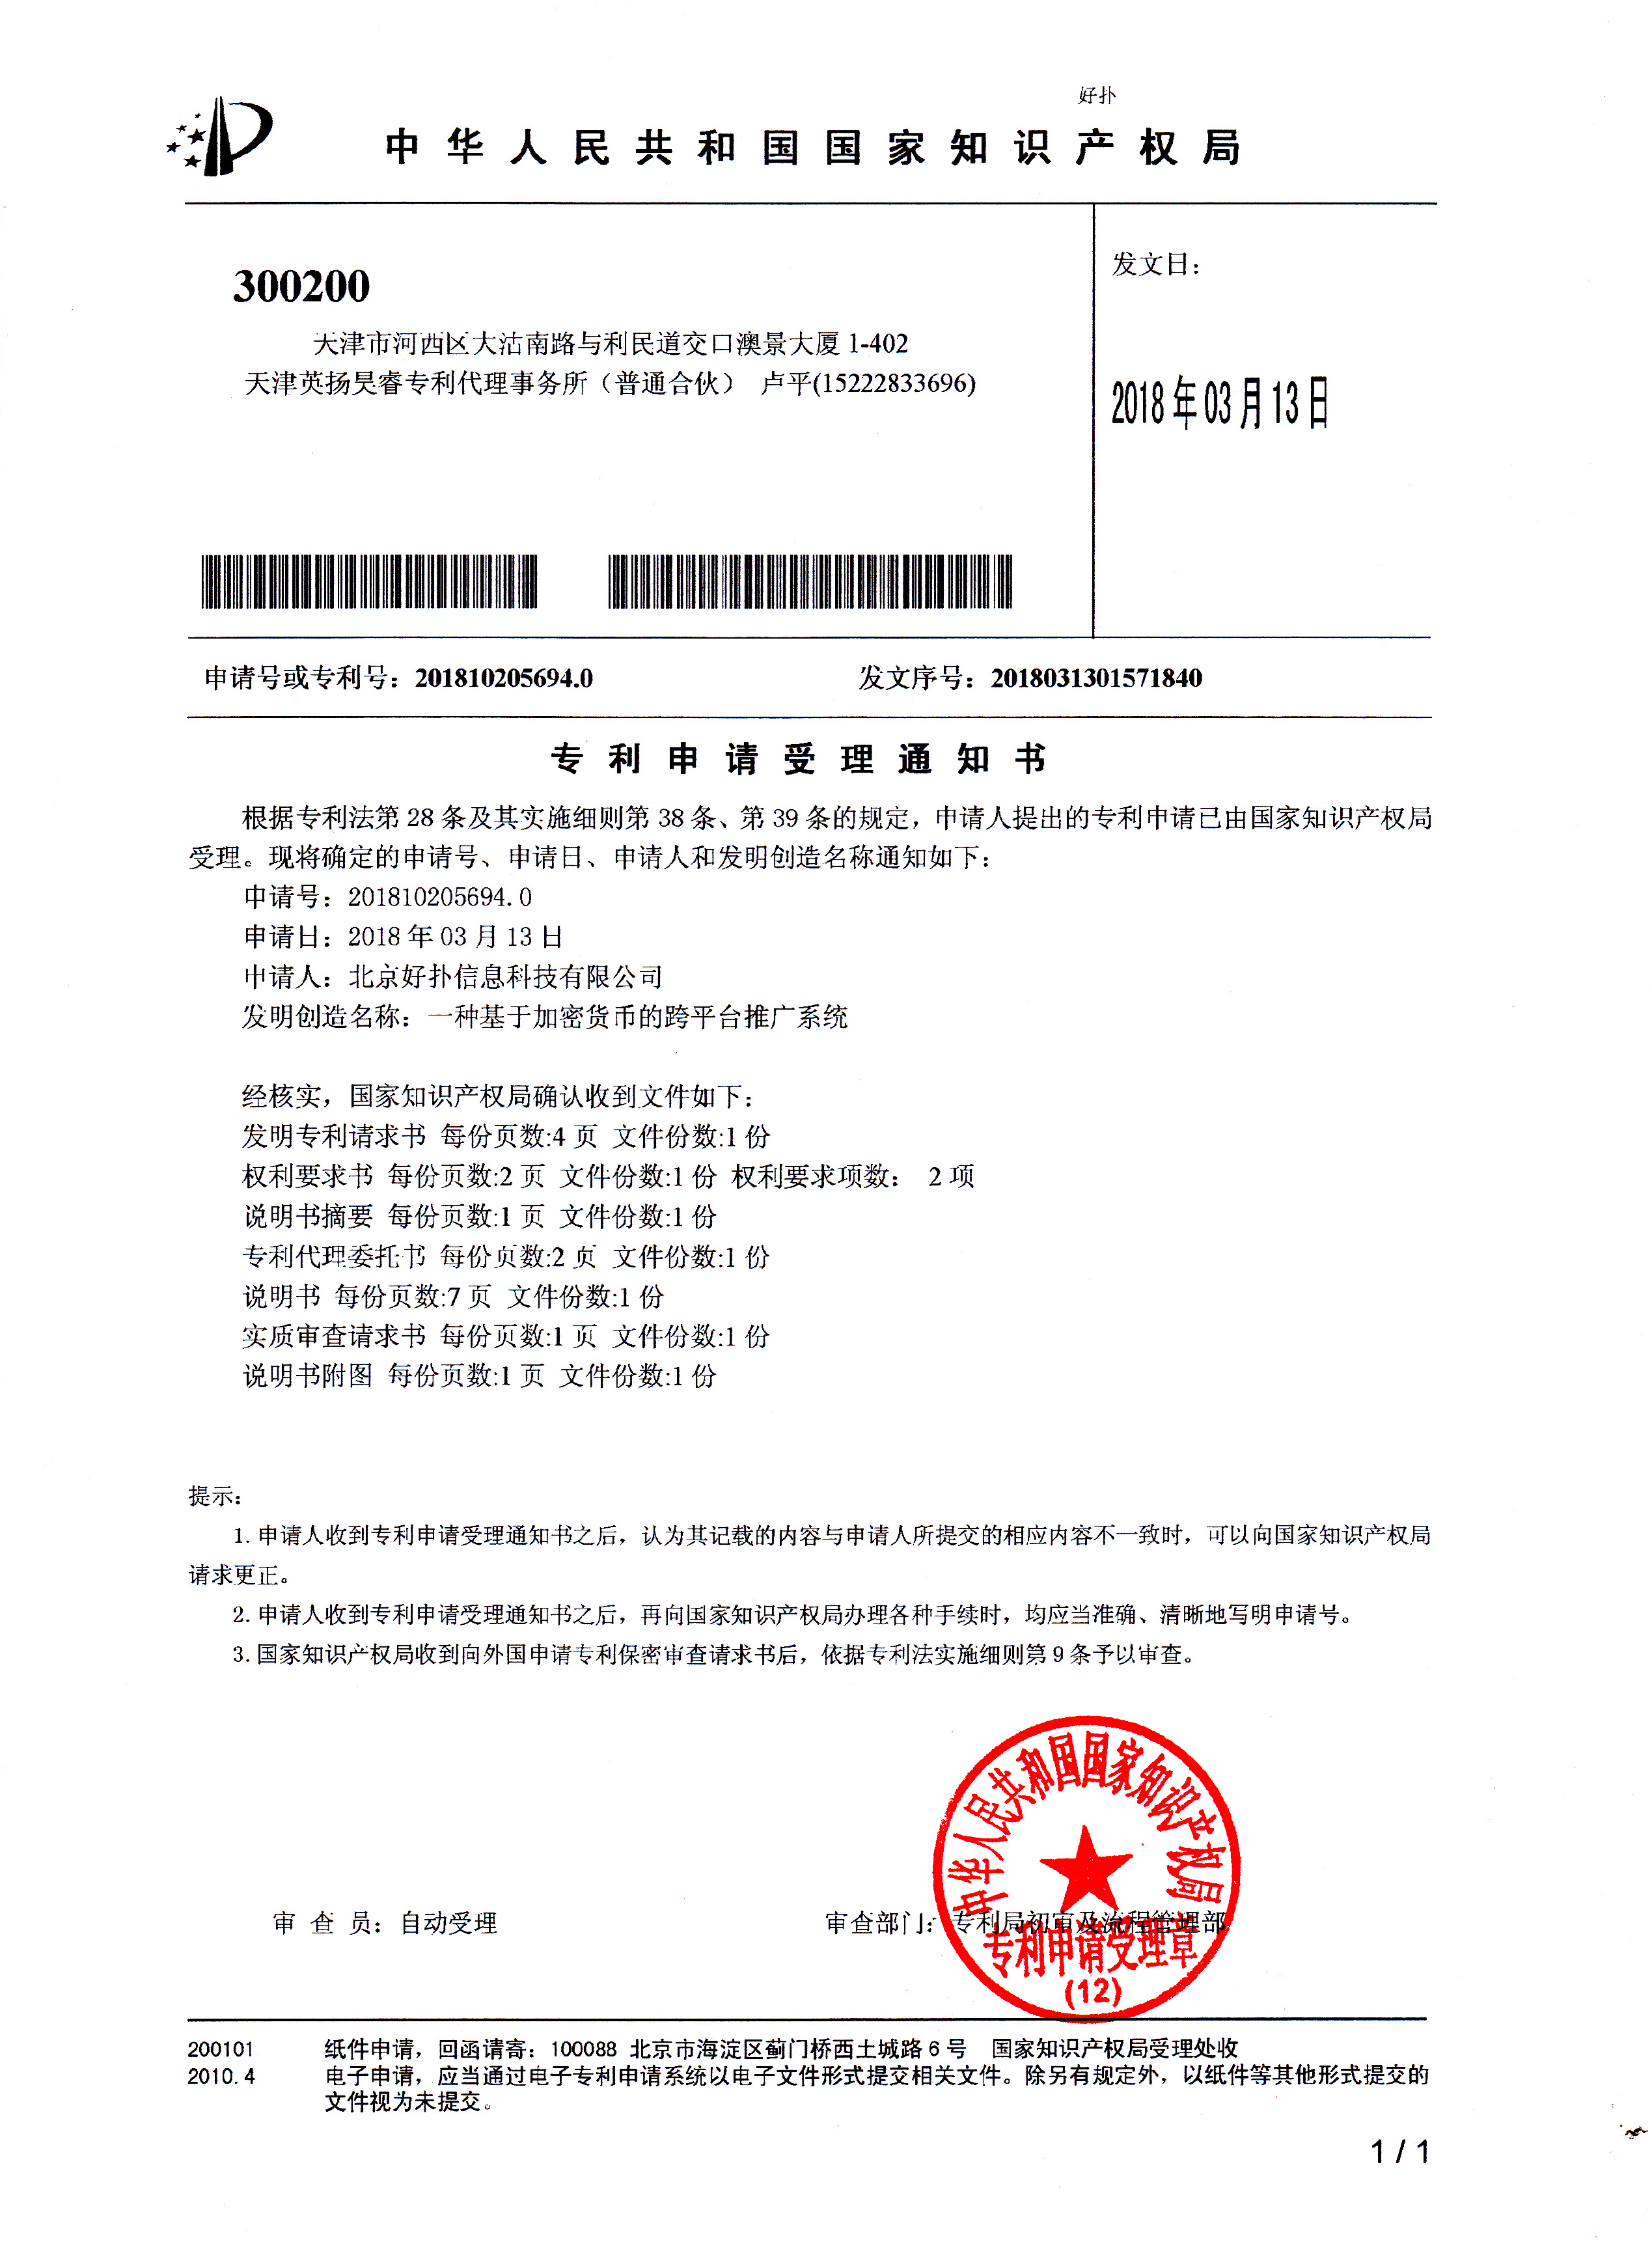 好扑
中华人民共和国国家知识产权局
300200
天津市河西区大沽南路与利民道交口澳景大厦 1-402
天津英扬昊睿专利代理事务所（普通合伙） 卢平(15222833696)
发文日：
2018年03月13日
申请号或专利号：201810205694.0 发文序号：2018031301571840
专利申请受理通知书
根据专利法第 28 条及其实施细则第 38 条、第 39 条的规定，申请人提出的专利申请已由国家知识产权局
受理。现将确定的申请号、申请日、申请人和发明创造名称通知如下：
申请号：201810205694.0
申请日：2018 年 03 月 13 日
申请人：北京好扑信息科技有限公司
发明创造名称：一种基于加密货币的跨平台推广系统
经核实，国家知识产权局确认收到文件如下：
发明专利请求书 每份页数:4 页 文件份数:1 份
权利要求书 每份页数:2 页 文件份数:1 份 权利要求项数： 2 项
说明书摘要 每份页数:1 页 文件份数:1 份
专利代理委托书 每份页数:2 页 文件份数:1 份
说明书 每份页数:7 页 文件份数:1 份
实质审查请求书 每份页数:1 页 文件份数:1 份
说明书附图 每份页数:1 页 文件份数:1 份
提示：
1. 申请人收到专利申请受理通知书之后，认为其记载的内容与申请人所提交的相应内容不一致时，可以向国家知识产权局
请求更正。
2. 申请人收到专利申请受理通知书之后，再向国家知识产权局办理各种手续时，均应当准确、清晰地写明申请号。
3. 国家知识产权局收到向外国申请专利保密审查请求书后，依据专利法实施细则第 9 条予以审查。
中华人民共和国国家知识产权局
审 查 员：自动受理 审查部门：专利局初审及流程管理部
专利申请受理章
(12)
200101 纸件申请，回函请寄：100088 北京市海淀区蓟门桥西土城路 6 号 国家知识产权局受理处收
2010.4 电子申请，应当通过电子专利申请系统以电子文件形式提交相关文件。除另有规定外，以纸件等其他形式提交的
文件视为未提交。
1 / 1